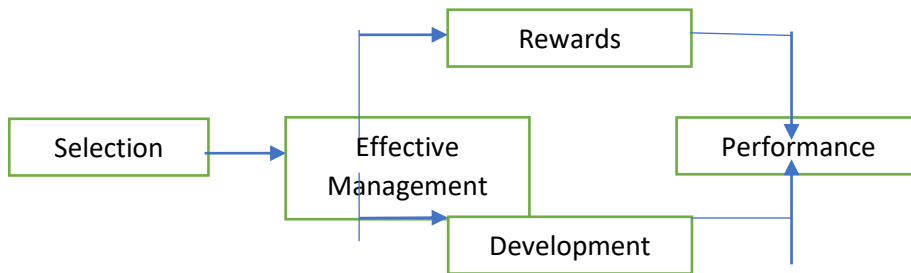 Rewards
Selection
Effective
Management
Performance
Development